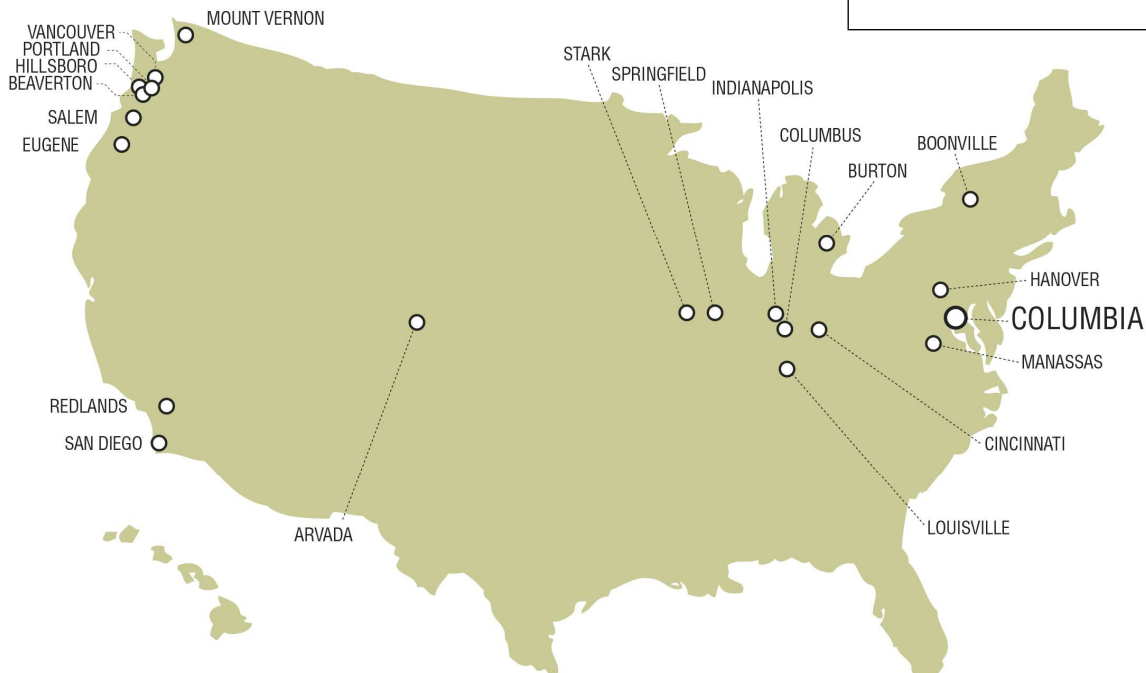 MOUNT VERNON
VANCOUVER
PORTLAND
HILLSBORO
BEAVERTON
SALEM
EUGENE
STARK
SPRINGFIELD
INDIANAPOLIS
COLUMBUS
BURTON
BOONVILLE
HANOVER
COLUMBIA
MANASSAS
REDLANDS
SAN DIEGO
CINCINNATI
ARVADA
LOUISVILLE